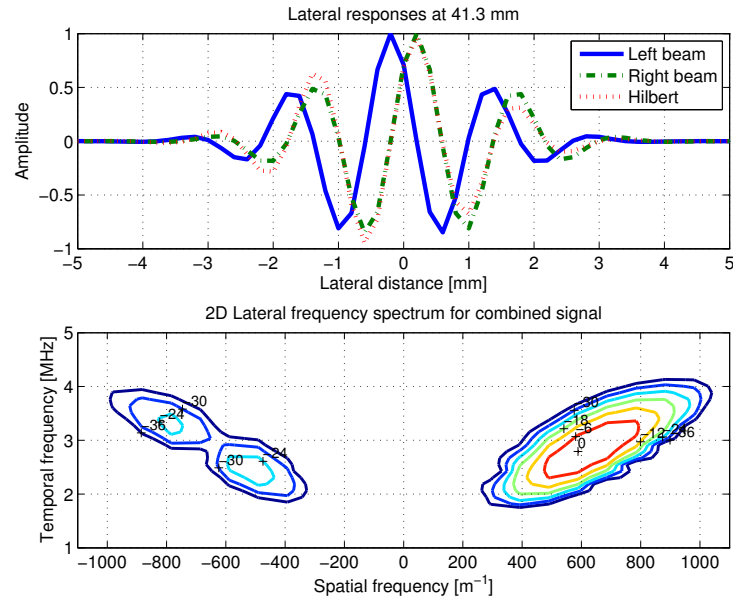 Lateral responses at 41.3 mm
1
0.5
0
−0.5
−1
Amplitude
Left beam
Right beam
Hilbert
−5 −4 −3 −2 −1 0 1 2 3 4 5
Lateral distance [mm]
2D Lateral frequency spectrum for combined signal
5
4
3
2
1
Temporal frequency [MHz]
−30
−24
−36
−24
−30
−30
−18
−6
0
−12
−24
−36
−1000 −800 −600 −400 −200 0 200 400 600 800 1000
Spatial frequency [m−1]